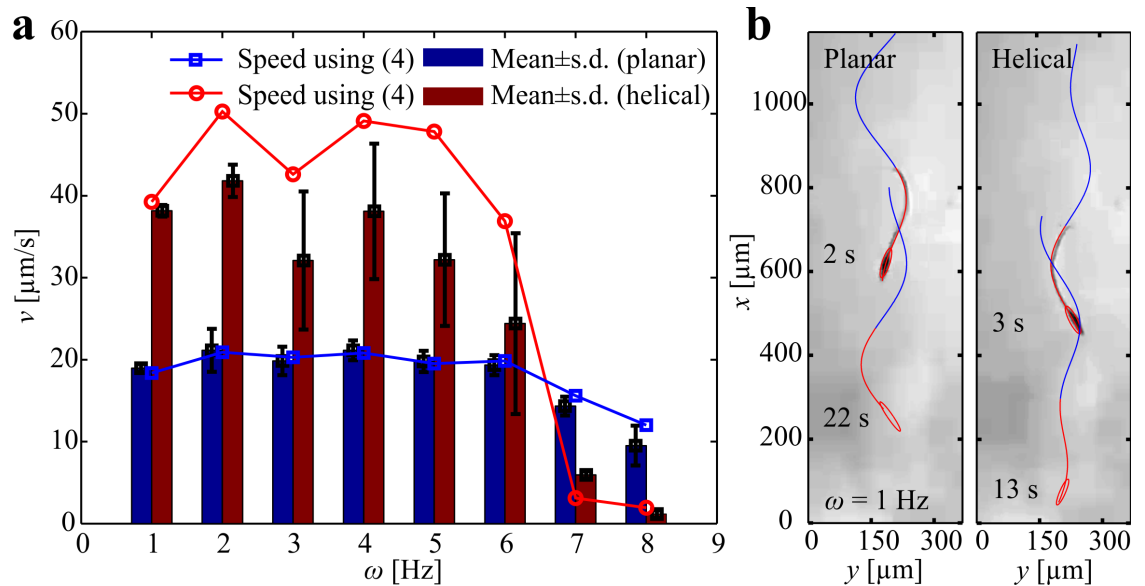 a
60
50
40
30
20
10
0
v [µm/s]
Speed using (4) Mean±s.d. (planar)
Speed using (4) Mean±s.d. (helical)
0 1 2 3 4 5 6 7 8 9
ω [Hz]
b
Planar
Helical
1000
800
600
400
200
0
x [µm]
2 s
22 s
ω = 1 Hz
3 s
13 s
0 150 300
y [µm]
0 150 300
y [µm]